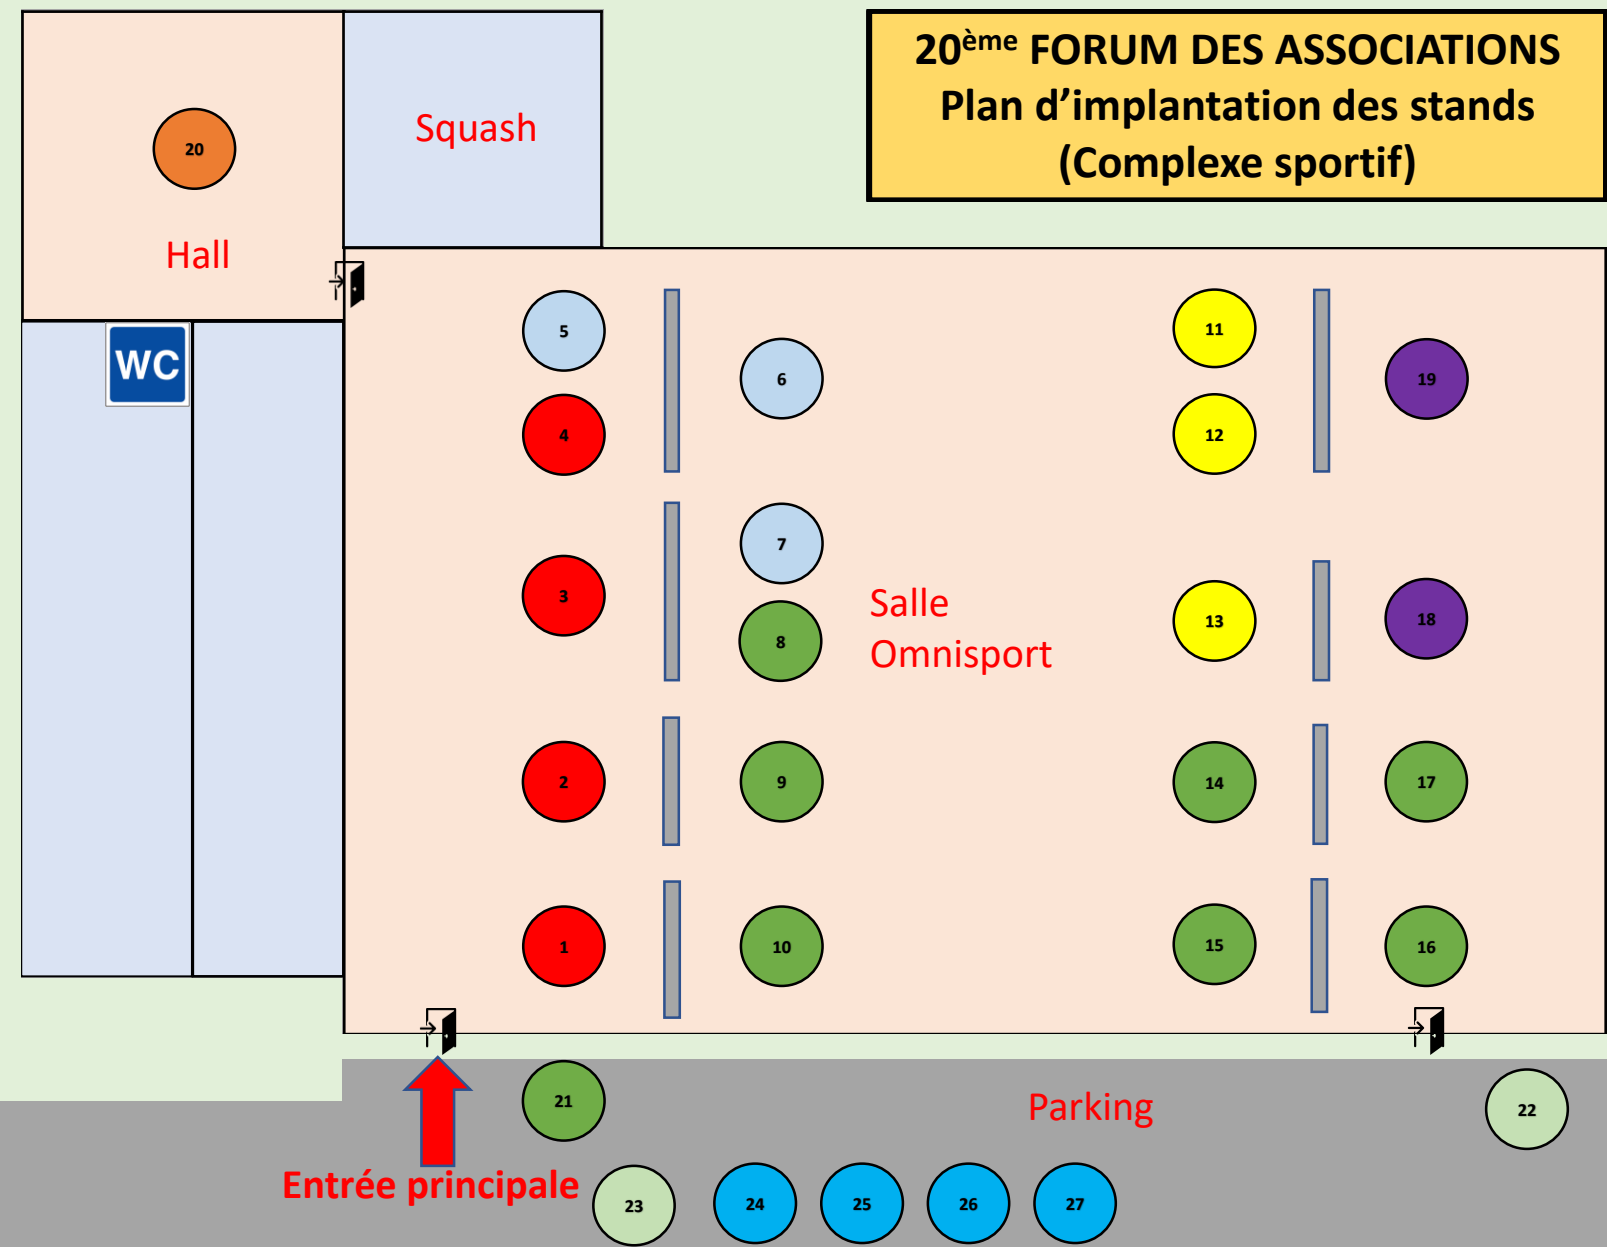 20ème FORUM DES ASSOCIATIONS
Plan d’implantation des stands
(Complexe sportif)
Squash
20
Hall
WC
5
11
6
19
4
12
7
3
Salle
Omnisport
13
18
8
2
9
14
17
1
10
15
16
21
Parking
22
Entrée principale
23
24
25
26
27